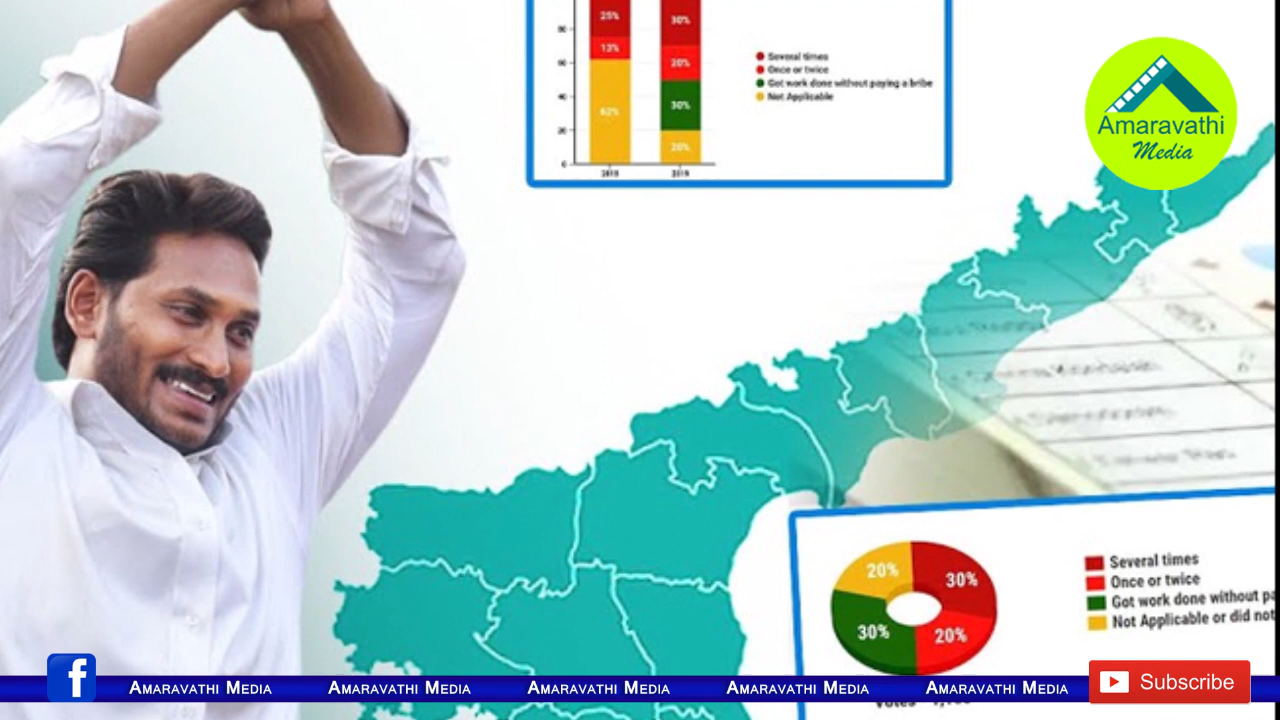 25%
30%
80
13%
20%
60
62%
30%
40
20
20%
0
2018
2019
Several times
Once or twice
Got work done without paying a bribe
Not Applicable
Amaravathi
Media
20%
30%
30%
20%
Several times
Once or twice
Got work done without pa
Not Applicable or did not
Votes
f
AMARAVATHI MEDIA AMARAVATHI MEDIA AMARAVATHI MEDIA AMARAVATHI MEDIA AMARAVATHI MEDIA
Subscribe